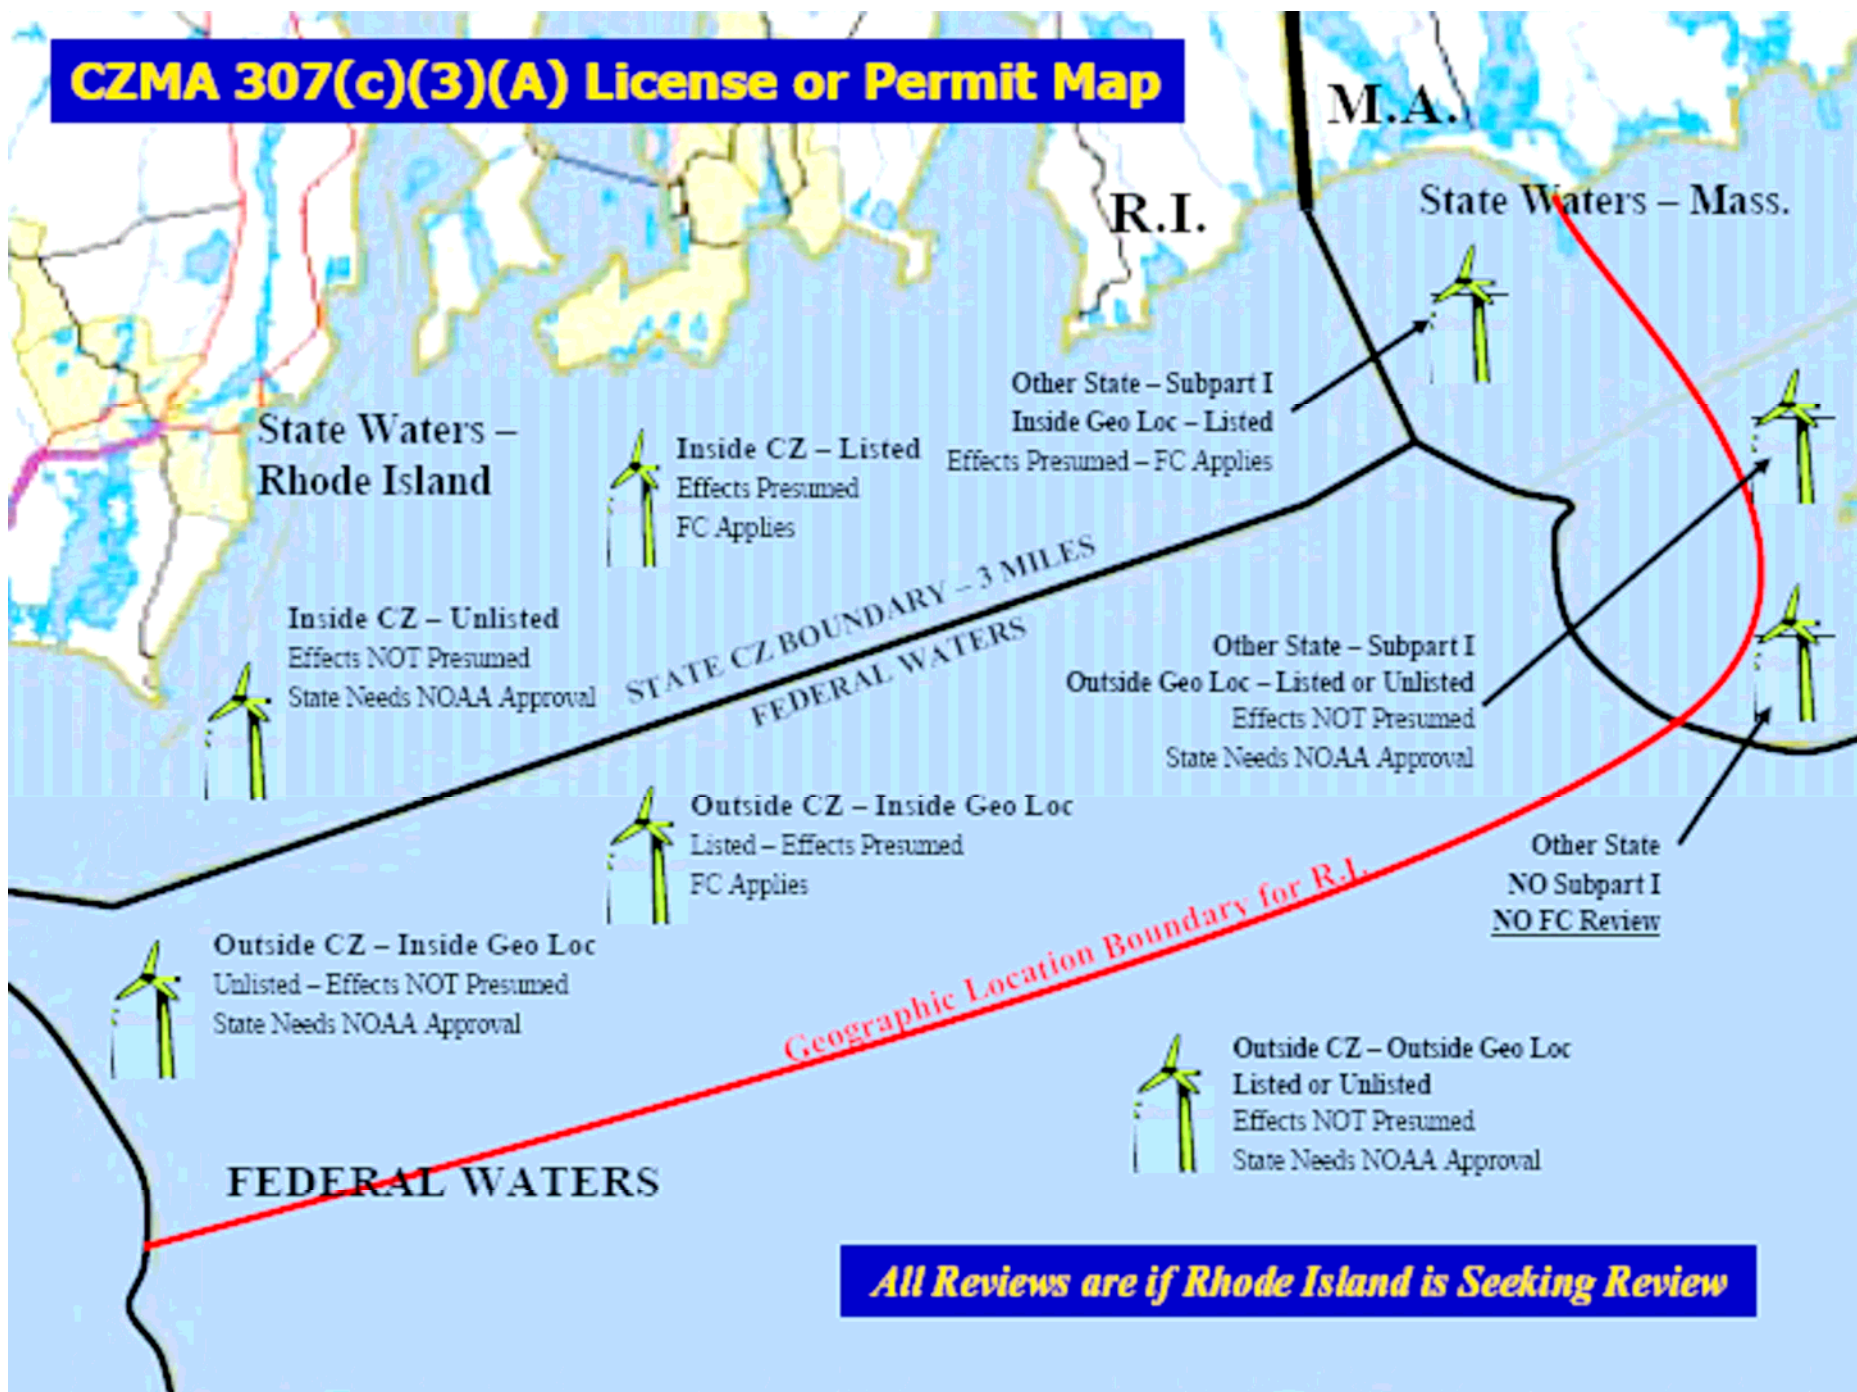 CZMA 307(c)(3)(A) License or Permit Map
M.A.
R.I.
State Waters – Mass.
Other State – Subpart I
Inside Geo Loc – Listed
Effects Presumed – FC Applies
State Waters –
Rhode Island
Inside CZ – Listed
Effects Presumed
FC Applies
Inside CZ – Unlisted
Effects NOT Presumed
State Needs NOAA Approval
STATE CZ BOUNDARY – 3 MILES
FEDERAL WATERS
Other State – Subpart I
Outside Geo Loc – Listed or Unlisted
Effects NOT Presumed
State Needs NOAA Approval
Outside CZ – Inside Geo Loc
Listed – Effects Presumed
FC Applies
Other State
NO Subpart I
NO FC Review
Geographic Location Boundary for R.I.
Outside CZ – Inside Geo Loc
Unlisted – Effects NOT Presumed
State Needs NOAA Approval
Outside CZ – Outside Geo Loc
Listed or Unlisted
Effects NOT Presumed
State Needs NOAA Approval
FEDERAL WATERS
All Reviews are if Rhode Island is Seeking Review